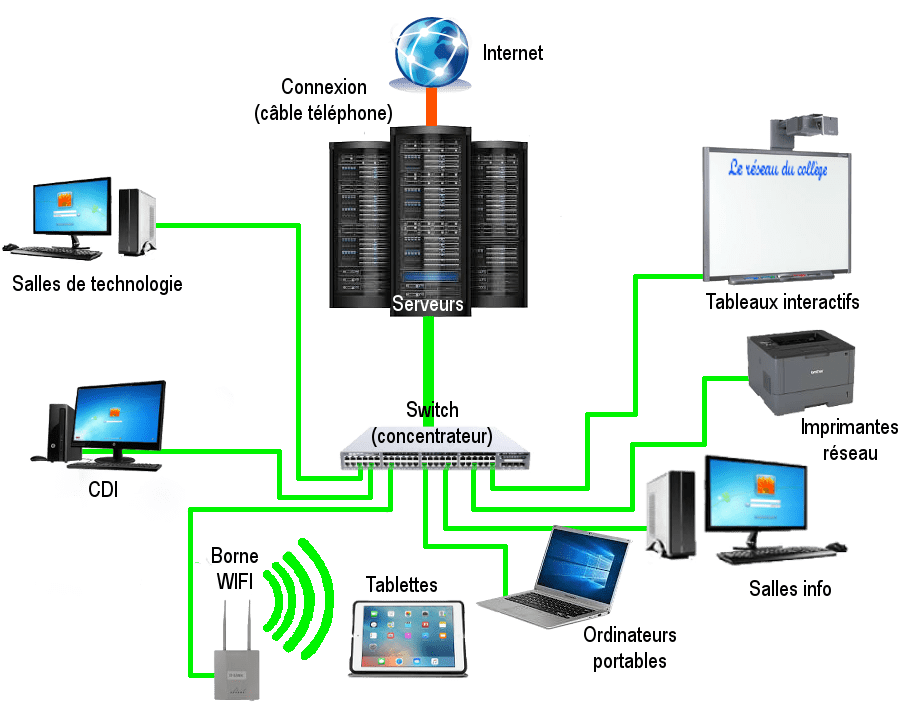 Internet
Connexion
(câble téléphone)
Le réseau du collège
Salles de technologie
Serveurs
Tableaux interactifs
Switch
(concentrateur)
Imprimantes
réseau
CDI
Borne
WIFI
Tablettes
Salles info
Ordinateurs
portables